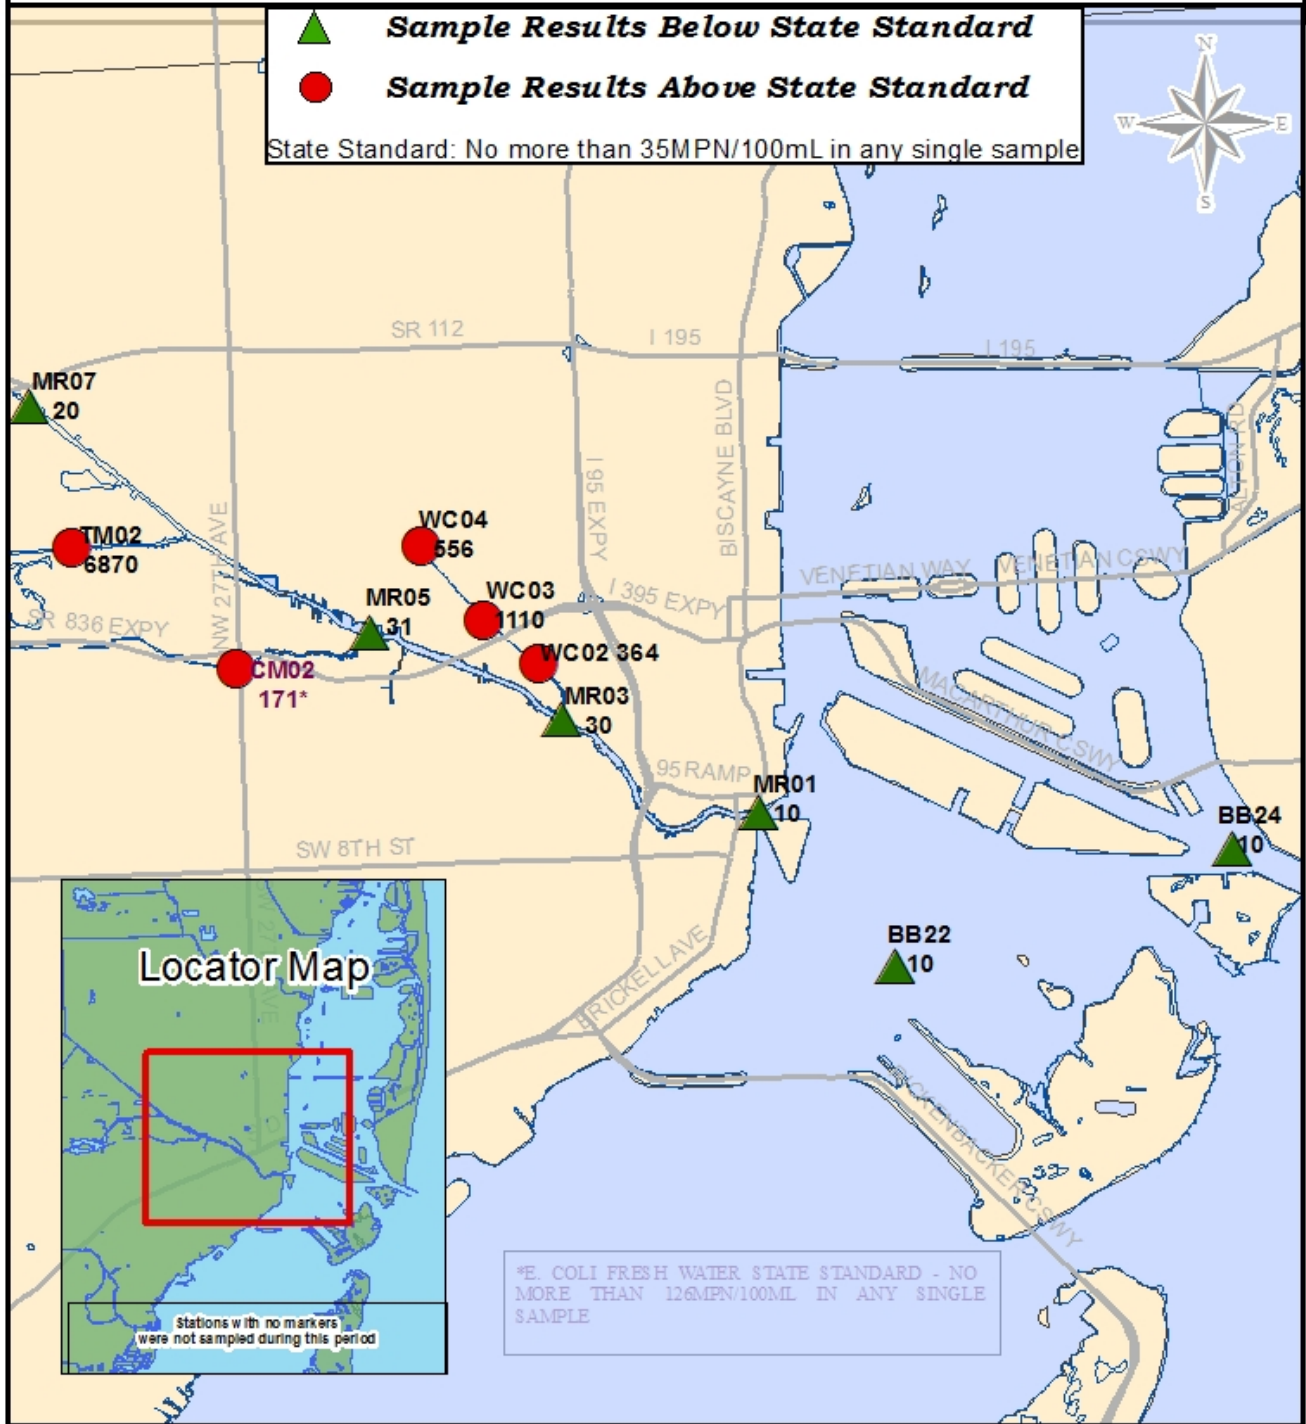 Sample Results Below State Standard
Sample Results Above State Standard
State Standard: No more than 35MPN/100mL in any single sample
N
W E
S
SR 112
I 195
I 195
MR07
20
BISCAYNE BLVD
ALTON RD
I 95 EXPY
NW 27TH AVE
TM02
6870
WC04
556
VENETIAN WAY
VENETIAN CSWY
WC03
1110
I 395 EXPY
MR05
31
SR 836 EXPY
WC02 364
CM02
171*
MR03
30
MACARTHUR CSWY
95 RAMP
MR01
10
BB24
10
SW 8TH ST
BB22
10
BRICKELL AVE
Locator Map
RICKENBACKER CSWY
*E. COLI FRESH WATER STATE STANDARD - NO
MORE THAN 126MPN/100ML IN ANY SINGLE
SAMPLE
Stations with no markers
were not sampled during this period